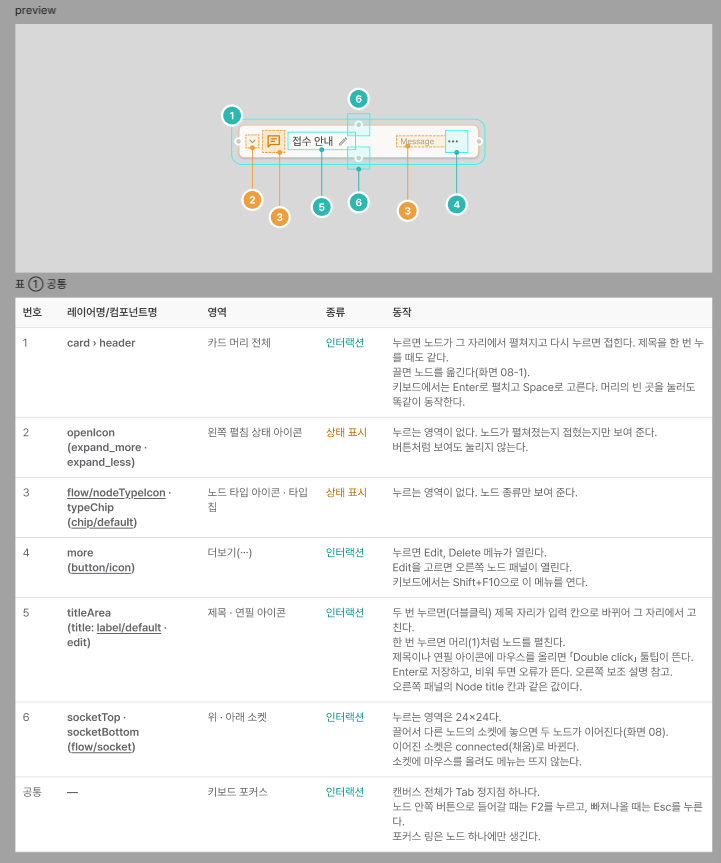 preview
6
1
접수 안내
Message
2
3
5
6
3
4
표 ① 공통
번호 레이어명/컴포넌트명 영역 종류 동작
1 card › header 카드 머리 전체 인터랙션 누르면 노드가 그 자리에서 펼쳐지고 다시 누르면 접힌다. 제목을 한 번 누
를 때도 같다.
끌면 노드를 옮긴다(화면 08-1).
키보드에서는 Enter로 펼치고 Space로 고른다. 머리의 빈 곳을 눌러도
똑같이 동작한다.
2 openIcon 왼쪽 펼침 상태 아이콘 상태 표시 누르는 영역이 없다. 노드가 펼쳐졌는지 접혔는지만 보여 준다.
(expand_more · 버튼처럼 보여도 눌리지 않는다.
expand_less)
3 flow/nodeTypeIcon · 노드 타입 아이콘 · 타입 상태 표시 누르는 영역이 없다. 노드 종류만 보여 준다.
typeChip 칩
(chip/default)
4 more 더보기(···) 인터랙션 누르면 Edit, Delete 메뉴가 열린다.
(button/icon) Edit을 고르면 오른쪽 노드 패널이 열린다.
키보드에서는 Shift+F10으로 이 메뉴를 연다.
5 titleArea 제목 · 연필 아이콘 인터랙션 두 번 누르면(더블클릭) 제목 자리가 입력 칸으로 바뀌어 그 자리에서 고
(title: label/default · 친다.
edit) 한 번 누르면 머리(1)처럼 노드를 펼친다.
제목이나 연필 아이콘에 마우스를 올리면 「Double click」 툴팁이 뜬다.
Enter로 저장하고, 비워 두면 오류가 뜬다. 오른쪽 보조 설명 참고.
오른쪽 패널의 Node title 칸과 같은 값이다.
6 socketTop · 위 · 아래 소켓 인터랙션 누르는 영역은 24×24다.
socketBottom 끌어서 다른 노드의 소켓에 놓으면 두 노드가 이어진다(화면 08).
(flow/socket) 이어진 소켓은 connected(채움)로 바뀐다.
소켓에 마우스를 올려도 메뉴는 뜨지 않는다.
공통 — 키보드 포커스 인터랙션 캔버스 전체가 Tab 정지점 하나다.
노드 안쪽 버튼으로 들어갈 때는 F2를 누르고, 빠져나올 때는 Esc를 누른
다.
포커스 링은 노드 하나에만 생긴다.